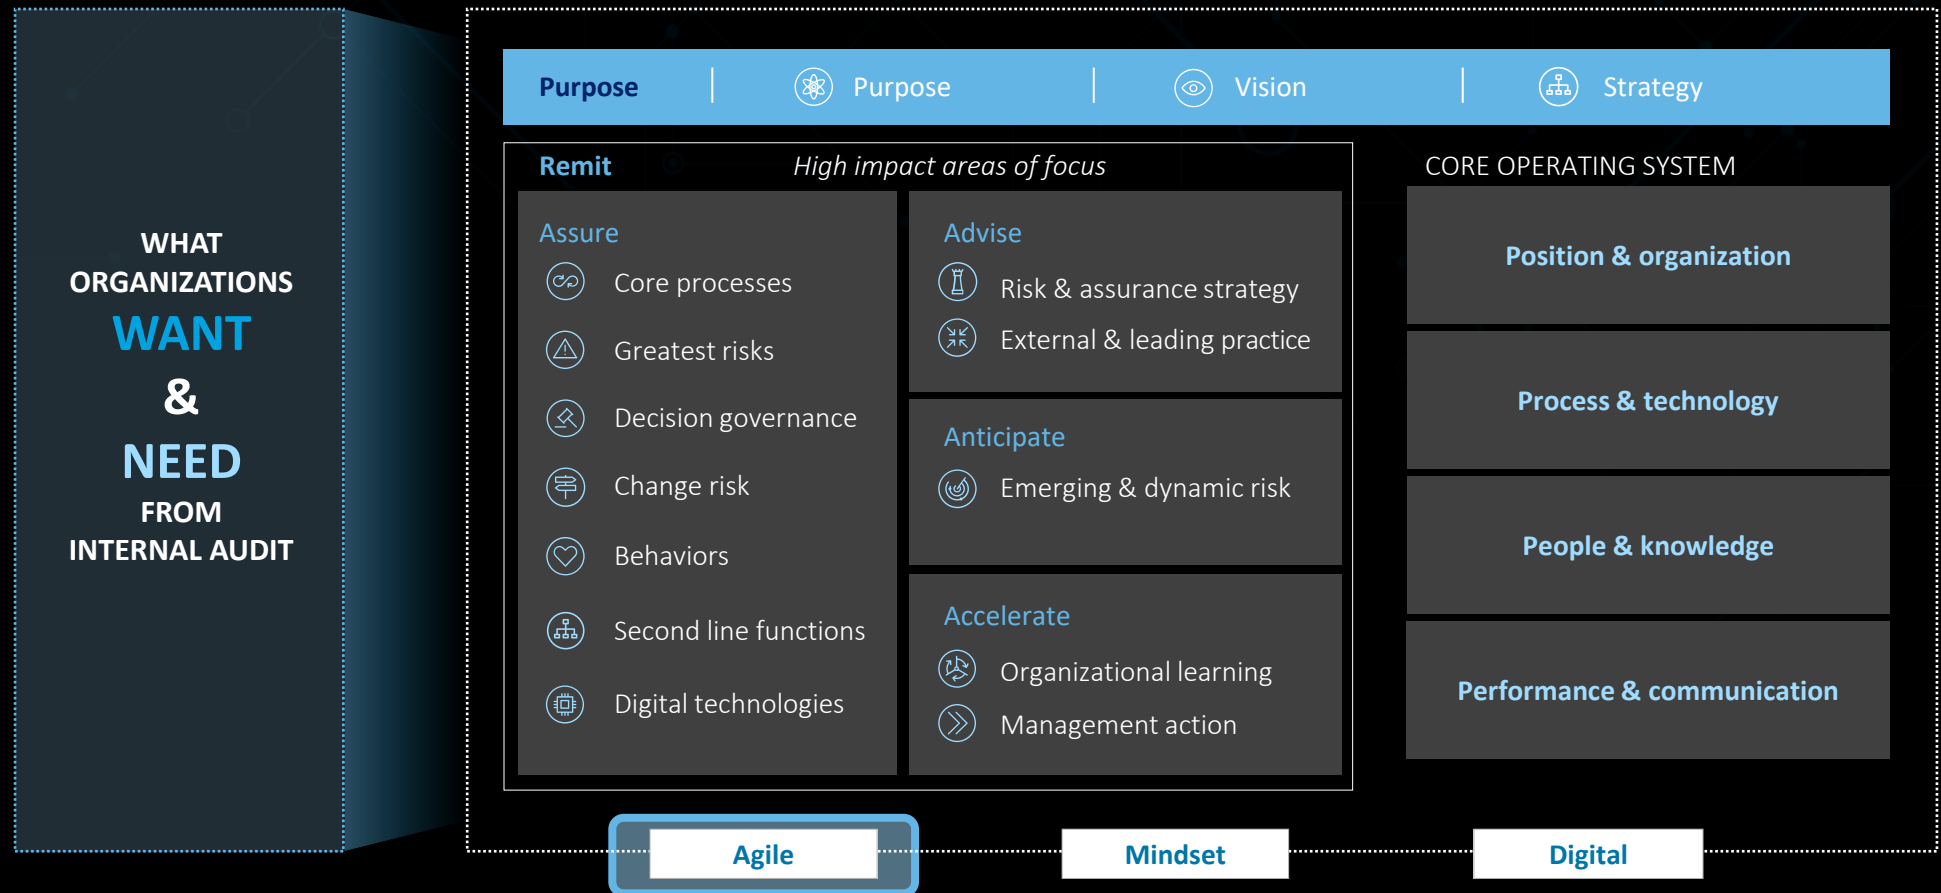 WHAT
ORGANIZATIONS
WANT
&
NEED
FROM
INTERNAL AUDIT
Purpose
Purpose
Vision
Strategy
Remit
High impact areas of focus
Assure
Core processes
Greatest risks
Decision governance
Change risk
Behaviors
Second line functions
Digital technologies
Advise
Risk & assurance strategy
External & leading practice
Anticipate
Emerging & dynamic risk
Accelerate
Organizational learning
Management action
CORE OPERATING SYSTEM
Position & organization
Process & technology
People & knowledge
Performance & communication
Agile
Mindset
Digital